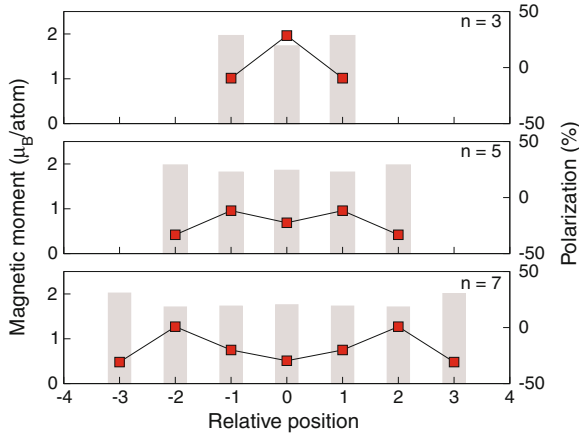 n = 3
2
1
0
50
0
-50
n = 5
2
1
0
50
0
-50
n = 7
2
1
0
50
0
-50
-4 -3 -2 -1 0 1 2 3 4
Relative position
Magnetic moment (μB/atom)
Polarization (%)